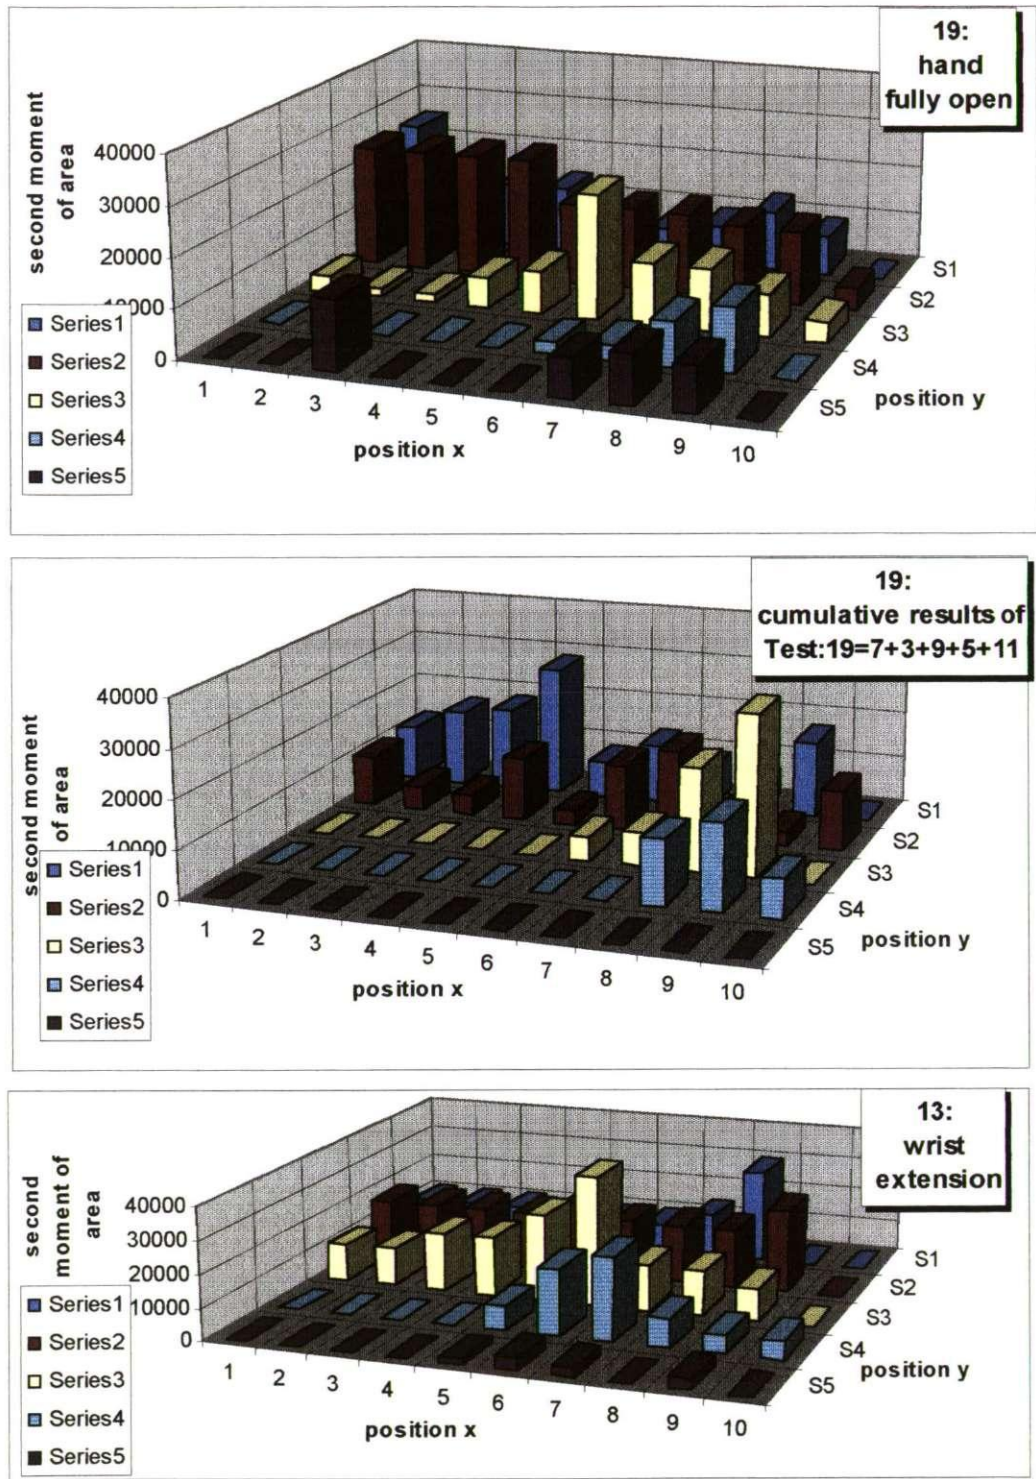 19:
hand
fully open
second moment
of area
40000
30000
20000
10000
0
1
2
3
4
5
6
7
8
9
10
position x
S1
S2
S3
S4
S5
position y
Series1
Series2
Series3
Series4
Series5
19:
cumulative results of
Test:19=7+3+9+5+11
second moment
of area
40000
30000
20000
10000
0
1
2
3
4
5
6
7
8
9
10
position x
S1
S2
S3
S4
S5
position y
Series1
Series2
Series3
Series4
Series5
13:
wrist
extension
second
moment of
area
40000
30000
20000
10000
0
1
2
3
4
5
6
7
8
9
10
position x
S1
S2
S3
S4
S5
position y
Series1
Series2
Series3
Series4
Series5